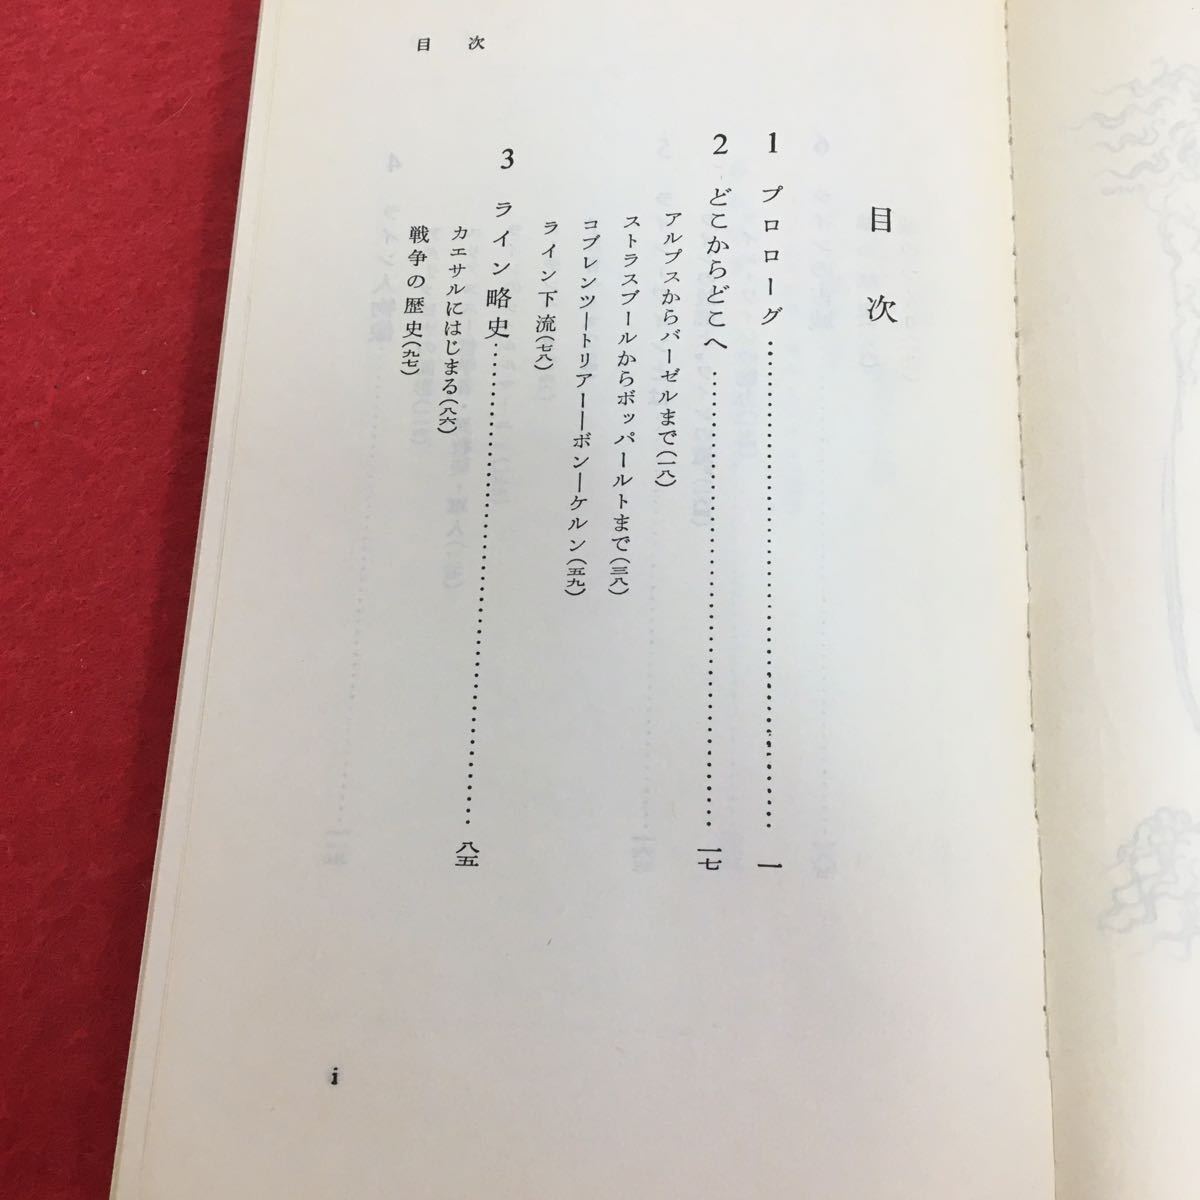 目次
目次
1 プロローグ……………………一
2 どこからどこへ……………………一七
アルプスからバーゼルまで(一八)
ストラスブールからボッパールトまで(三八)
コブレンツ―トリアー―ボン―ケルン(五九)
ライン下流(七八)
3 ライン略史……………………八五
カエサルにはじまる(八六)
戦争の歴史(九七)
i